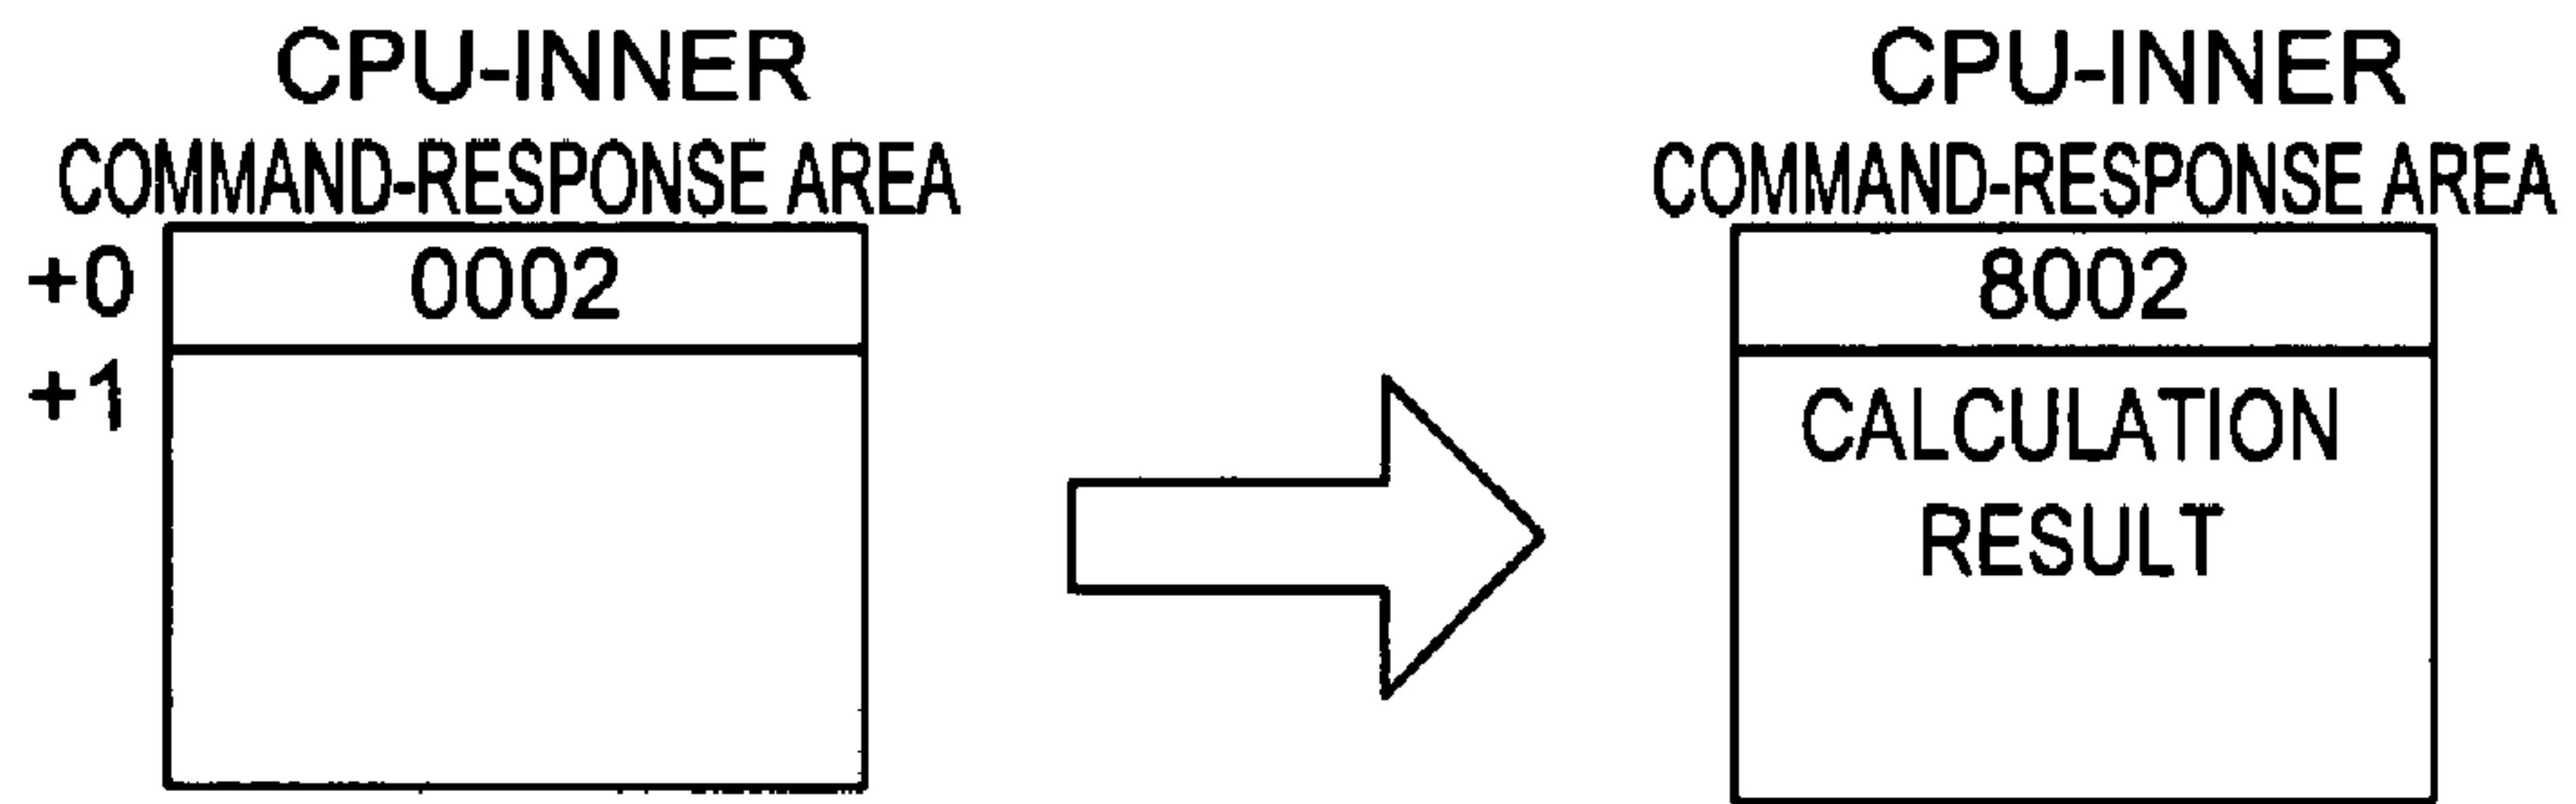 CPU-INNER
COMMAND-RESPONSE AREA
+0 0002
+1
CPU-INNER
COMMAND-RESPONSE AREA
8002
CALCULATION
RESULT